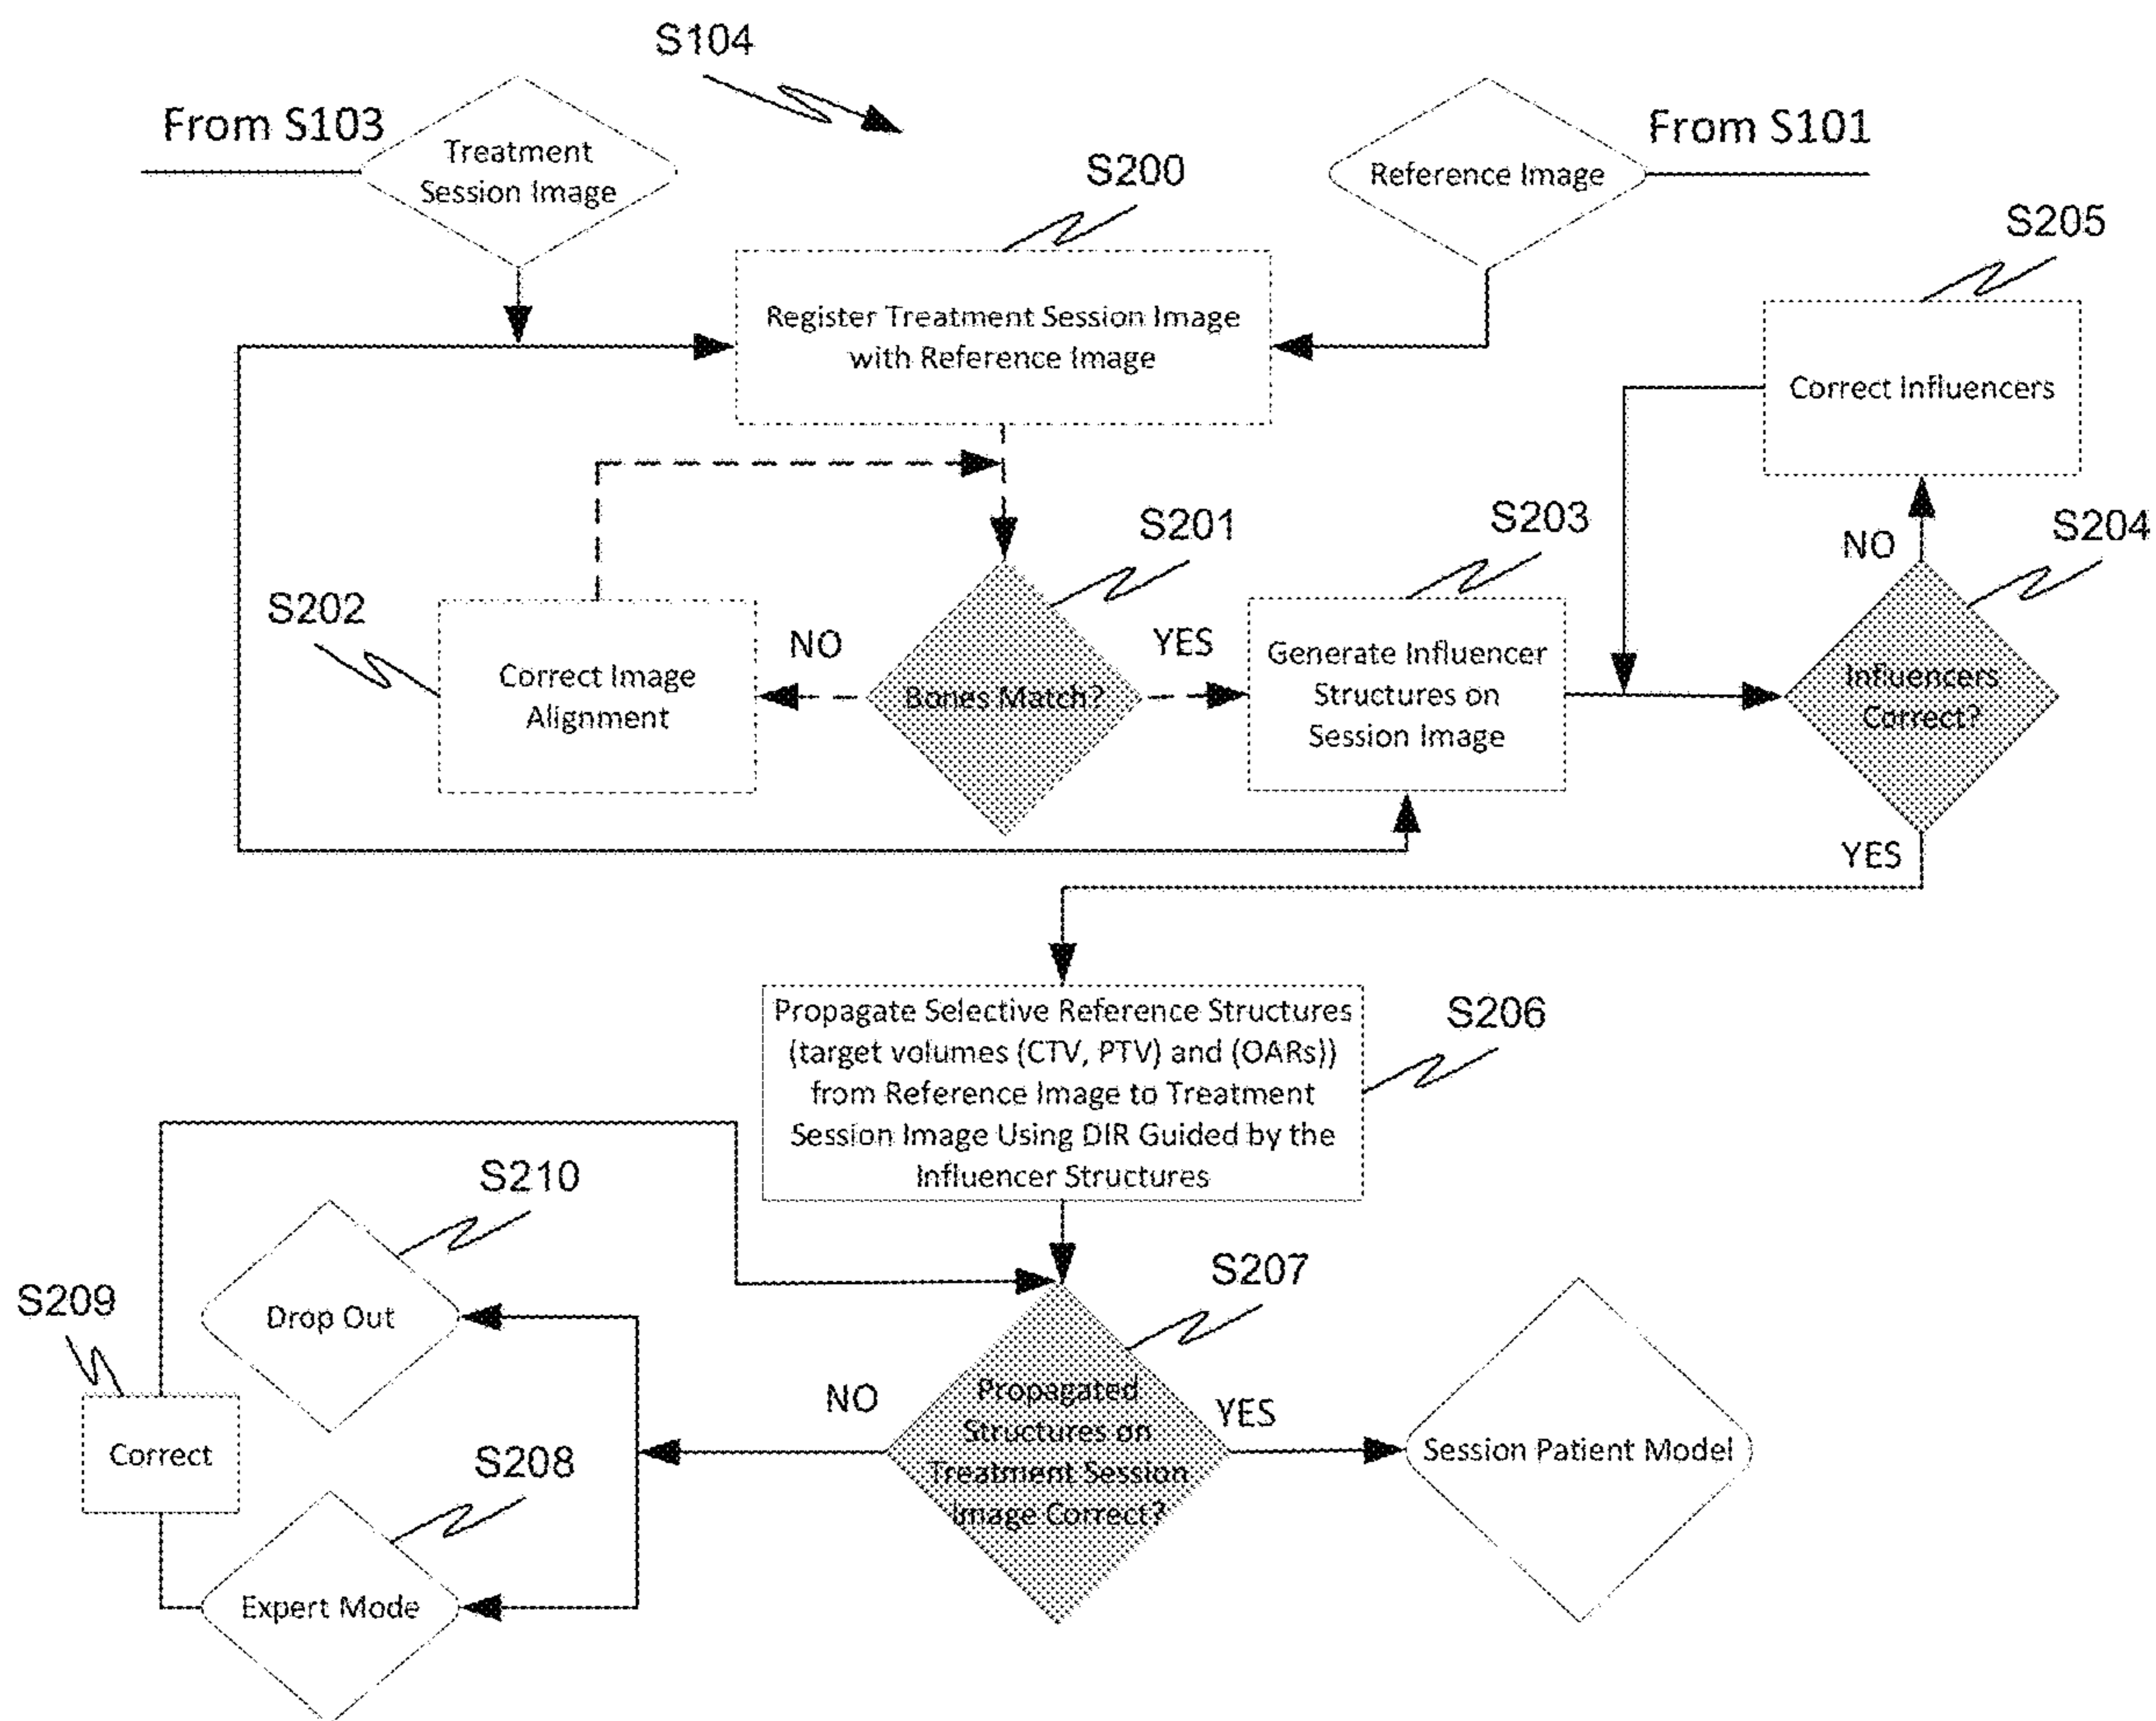 S104
From S103
Treatment
Session Image
S200
Reference Image
From S101
S205
Register Treatment Session Image
with Reference Image
Correct Influencers
S201
S203
NO
S204
S202
Correct Image
Alignment
NO
Bones Match?
YES
Generate Influencer
Structures on
Session Image
Influencers
Correct?
YES
Propagate Selective Reference Structures
(target volumes (CTV, PTV) and (OARs))
from Reference Image to Treatment
Session Image Using DIR Guided by the
Influencer Structures
S206
S210
Drop Out
S209
Correct
S208
Expert Mode
S207
NO
Propagated
Structures on
Treatment Session
Image Correct?
YES
Session Patient Model